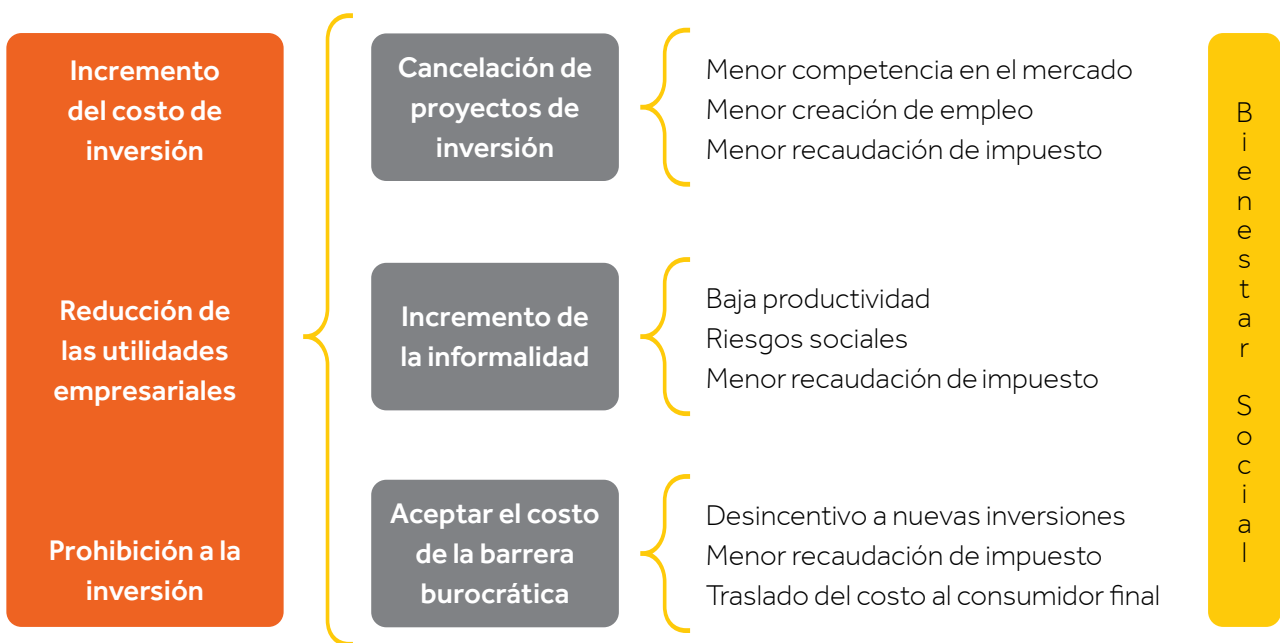 Incremento
del costo de
inversión
Reducción de
las utilidades
empresariales
Prohibición a la
inversión
Cancelación de
proyectos de
inversión
Menor competencia en el mercado
Menor creación de empleo
Menor recaudación de impuesto
Incremento de
la informalidad
Baja productividad
Riesgos sociales
Menor recaudación de impuesto
Aceptar el costo
de la barrera
burocrática
Desincentivo a nuevas inversiones
Menor recaudación de impuesto
Traslado del costo al consumidor final
Bienestar Social